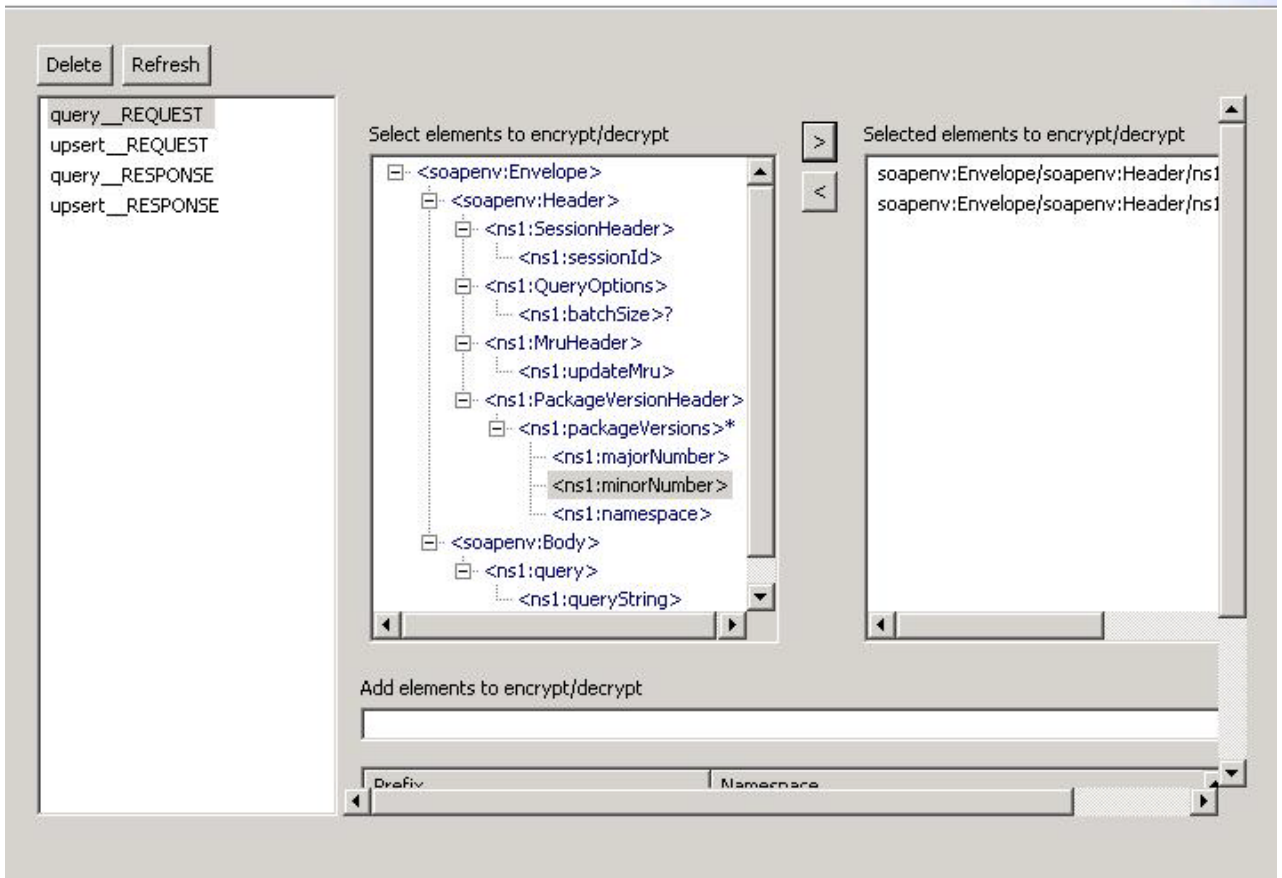 Delete
Refresh
query__REQUEST
upsert__REQUEST
query__RESPONSE
upsert__RESPONSE
Select elements to encrypt/decrypt
<soapenv:Envelope>
<soapenv:Header>
<ns1:SessionHeader>
<ns1:sessionId>
<ns1:QueryOptions>
<ns1:batchSize>?
<ns1:MruHeader>
<ns1:updateMru>
<ns1:PackageVersionHeader>
<ns1:packageVersions>*
<ns1:majorNumber>
<ns1:minorNumber>
<ns1:namespace>
<soapenv:Body>
<ns1:query>
<ns1:queryString>
>
<
Selected elements to encrypt/decrypt
soapenv:Envelope/soapenv:Header/ns1
soapenv:Envelope/soapenv:Header/ns1
Add elements to encrypt/decrypt
Prefix
Namespace